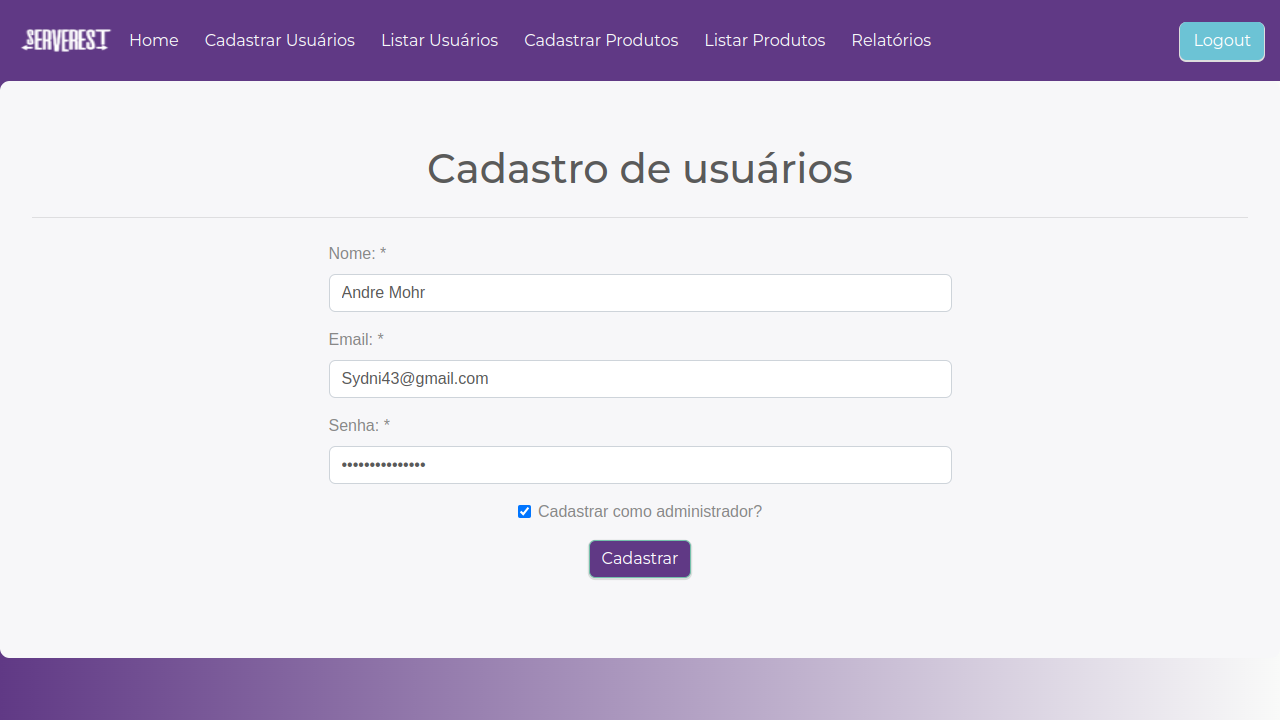 SERVEREST Home Cadastrar Usuários Listar Usuários Cadastrar Produtos Listar Produtos Relatórios Logout
Cadastro de usuários
Nome: *
Andre Mohr
Email: *
Sydni43@gmail.com
Senha: *
•••••••••••••••
Cadastrar como administrador?
Cadastrar